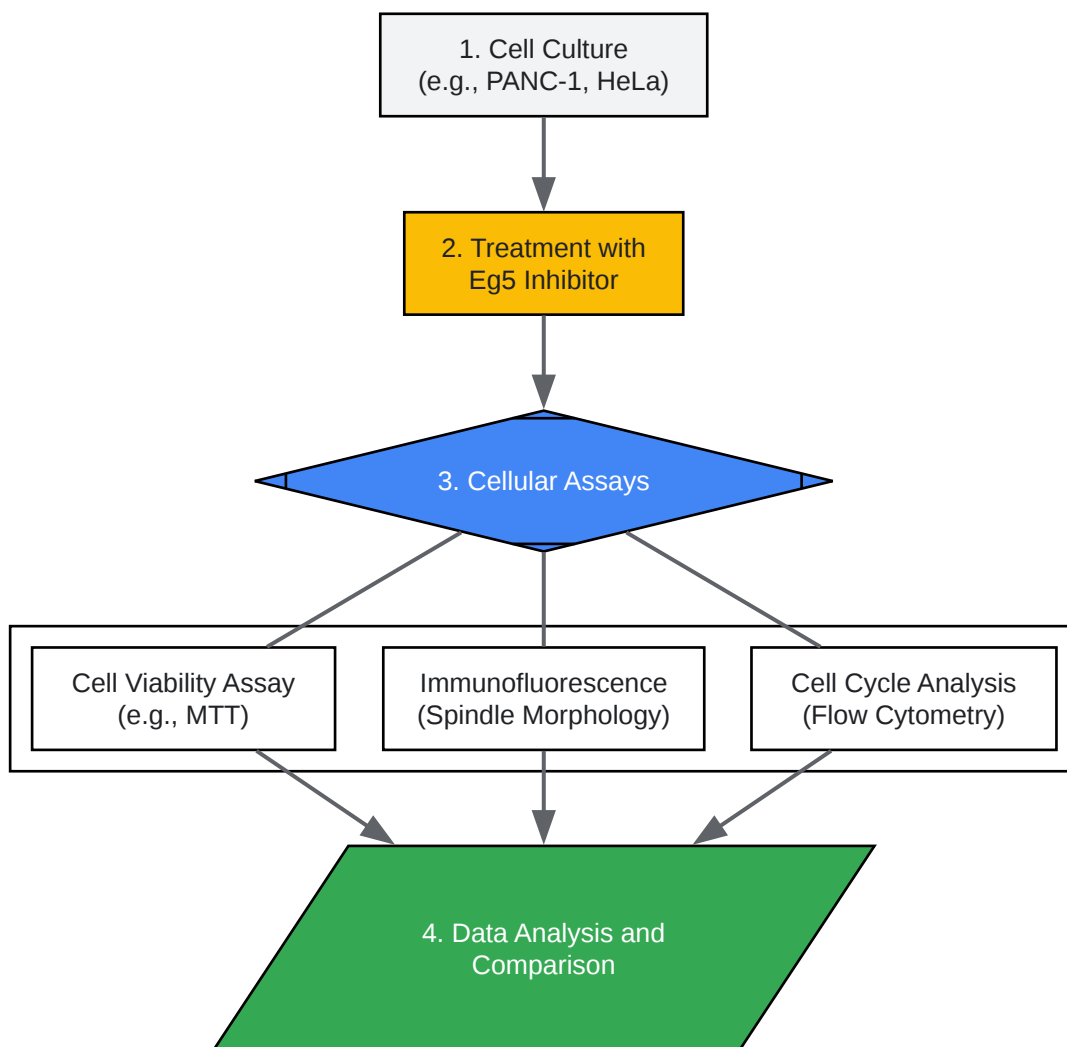 1. Cell Culture
(e.g., PANC-1, HeLa)
2. Treatment with
Eg5 Inhibitor
3. Cellular Assays
Cell Viability Assay
(e.g., MTT)
Immunofluorescence
(Spindle Morphology)
Cell Cycle Analysis
(Flow Cytometry)
4. Data Analysis and
Comparison